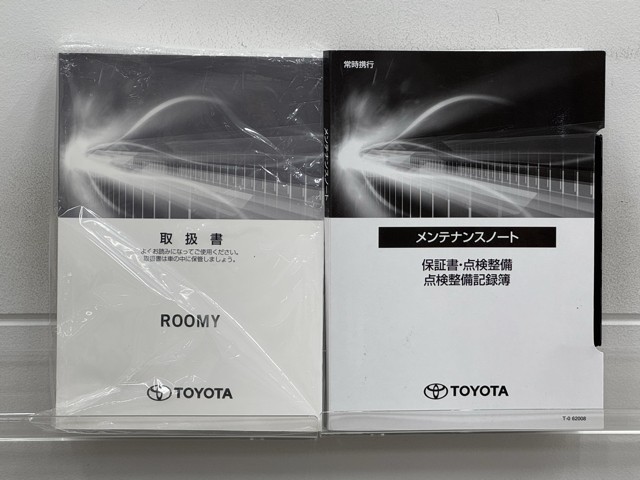 取扱書
よくお読みになってご使用ください。
取扱書は車の中に保管しましょう。
ROOMY
TOYOTA
メンテナンスノート
常時携行
メンテナンスノート
保証書・点検整備
点検整備記録簿
TOYOTA
T-0 62008